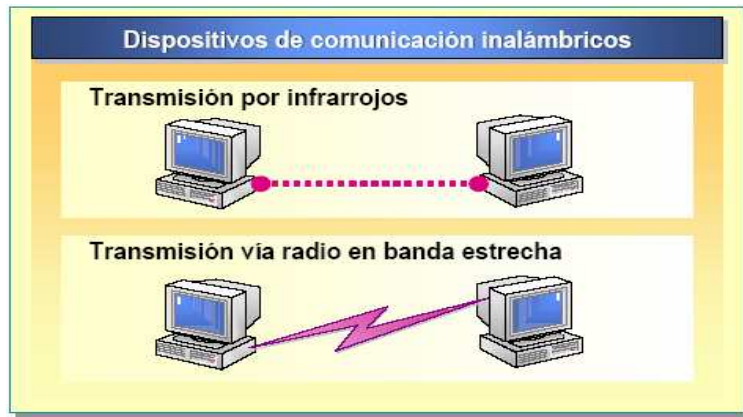 Dispositivos de comunicación inalámbricos
Transmisión por infrarrojos
Transmisión vía radio en banda estrecha